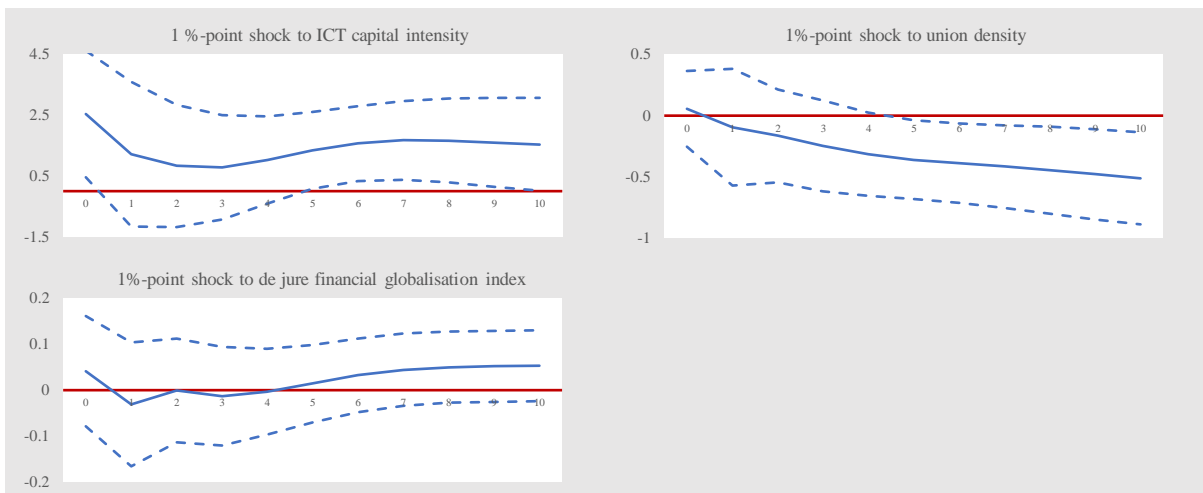 1 %-point shock to ICT capital intensity
4.5
2.5
0.5
-1.5
0 1 2 3 4 5 6 7 8 9 10
1%-point shock to union density
0.5
0
-0.5
-1
0 1 2 3 4 5 6 7 8 9 10
1%-point shock to de jure financial globalisation index
0.2
0.1
0
-0.1
-0.2
0 1 2 3 4 5 6 7 8 9 10